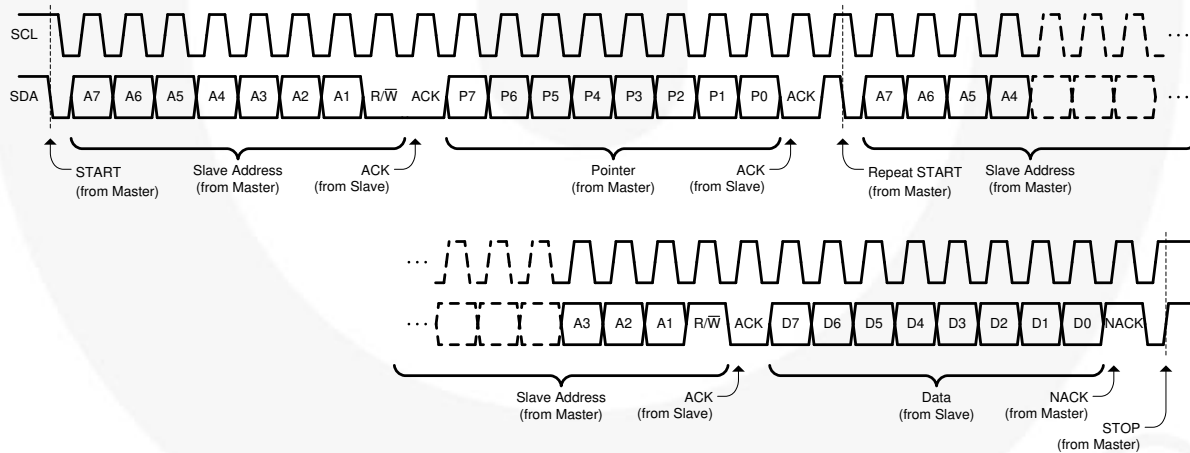 SCL
SDA A7 A6 A5 A4 A3 A2 A1 R/W̅ ACK P7 P6 P5 P4 P3 P2 P1 P0 ACK A7 A6 A5 A4
START
(from Master)
Slave Address
(from Master)
ACK
(from Slave)
Pointer
(from Master)
ACK
(from Slave)
Repeat START
(from Master)
Slave Address
(from Master)
A3 A2 A1 R/W̅ ACK D7 D6 D5 D4 D3 D2 D1 D0 NACK
Slave Address
(from Master)
ACK
(from Slave)
Data
(from Slave)
NACK
(from Master)
STOP
(from Master)